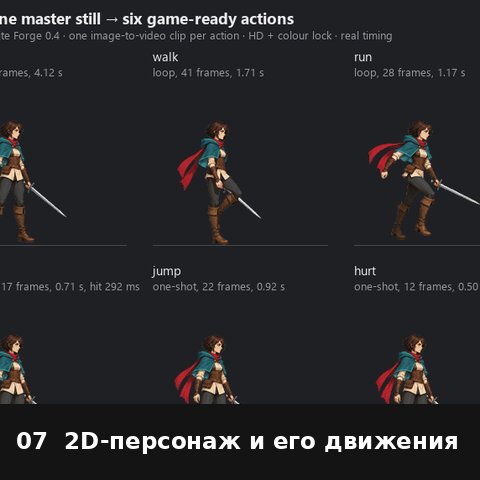 ne master still → six game-ready actions
te Forge 0.4 · one image-to-video clip per action · HD + colour lock · real timing
walk
run
rames, 4.12 s
loop, 41 frames, 1.71 s
loop, 28 frames, 1.17 s
jump
hurt
17 frames, 0.71 s, hit 292 ms
one-shot, 22 frames, 0.92 s
one-shot, 12 frames, 0.50
07 2D-персонаж и его движения